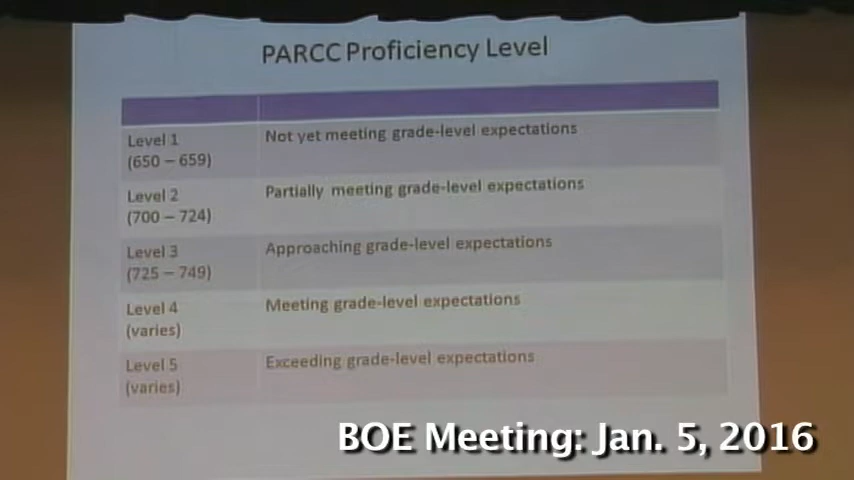 PARCC Proficiency Level
Level 1
(650 – 659)
Not yet meeting grade-level expectations
Level 2
(700 – 724)
Partially meeting grade-level expectations
Level 3
(725 – 749)
Approaching grade-level expectations
Level 4
(varies)
Meeting grade-level expectations
Level 5
(varies)
Exceeding grade-level expectations
BOE Meeting: Jan. 5, 2016